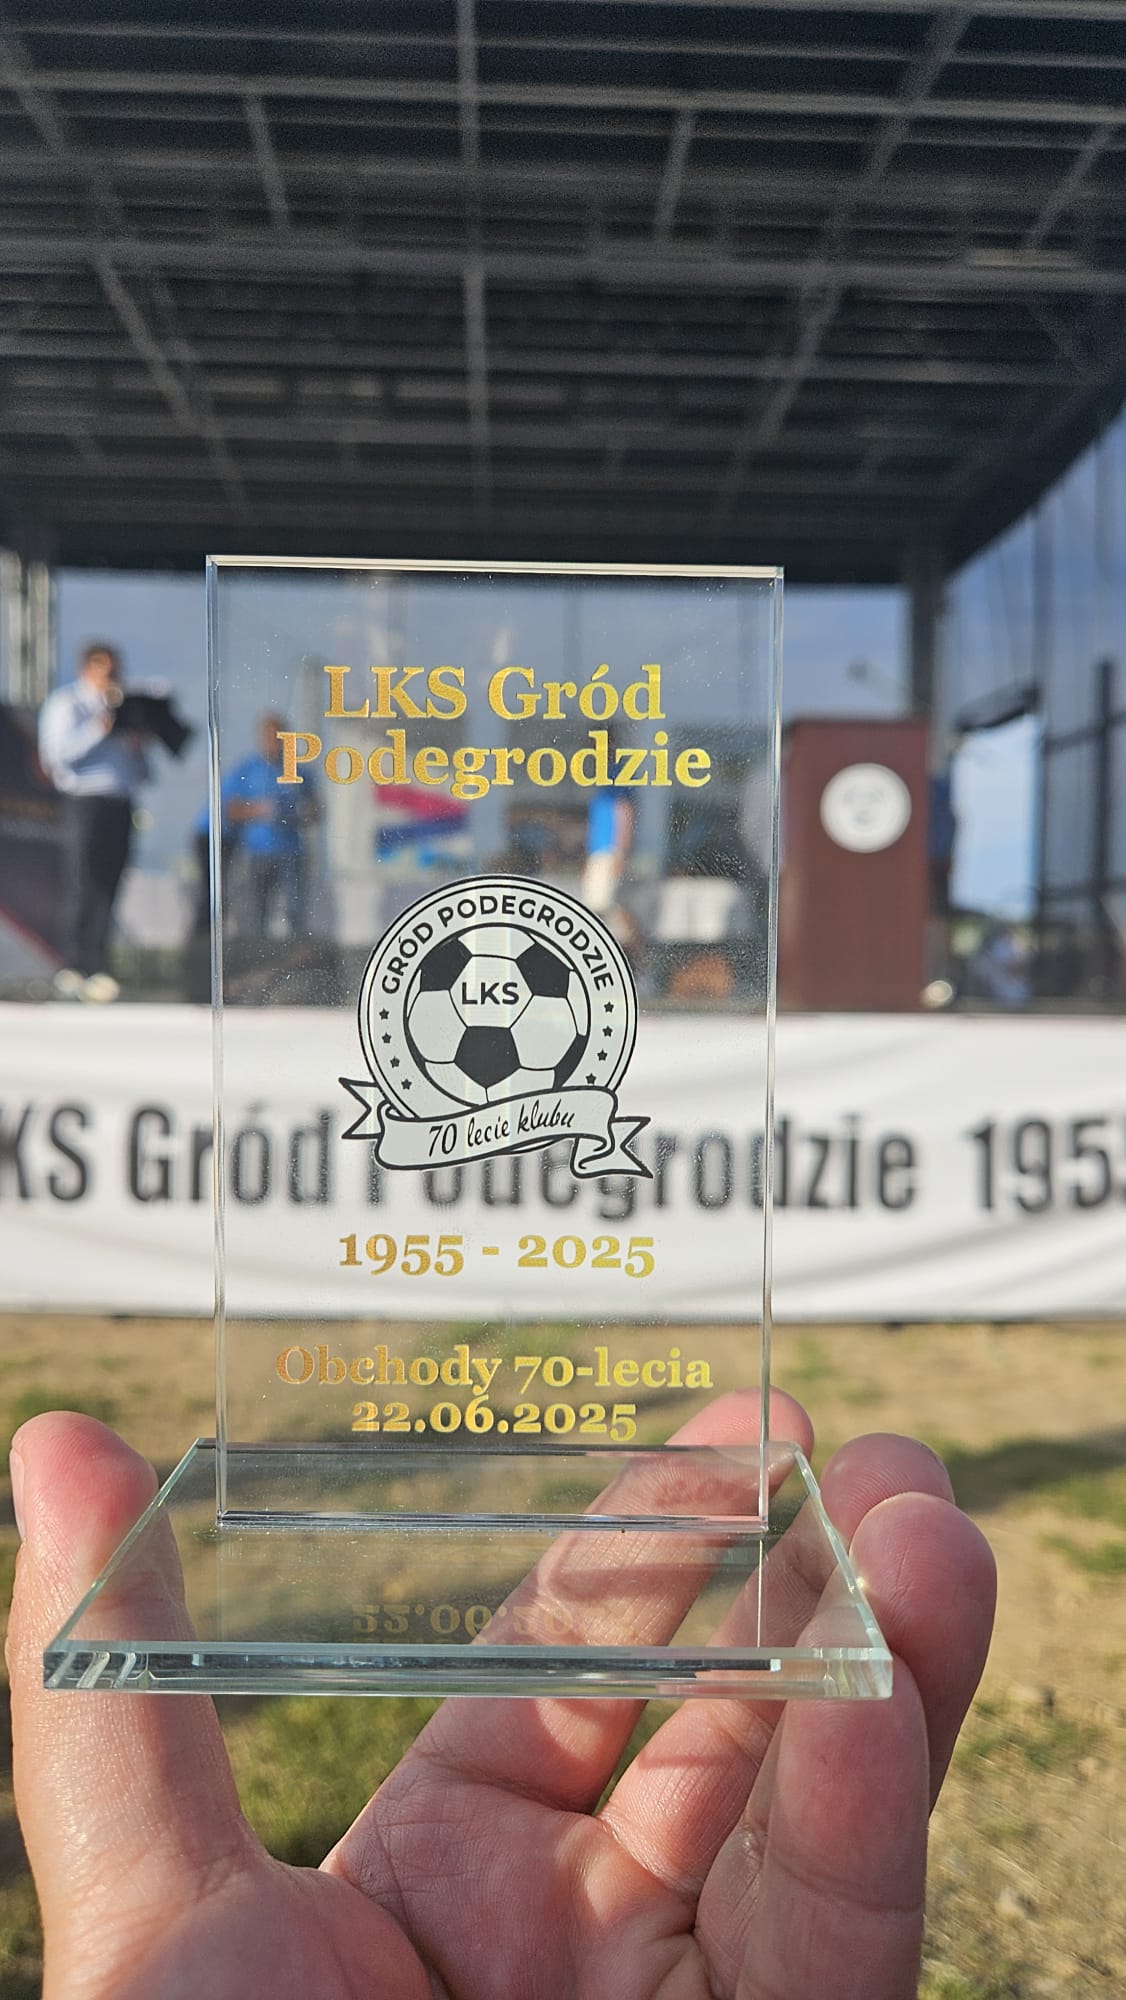 LKS Gród
Podegrodzie
GRÓD PODEGRODZIE
LKS
70 lecie klubu
KS Gród Podegrodzie 1955
1955 - 2025
Obchody 70-lecia
22.06.2025